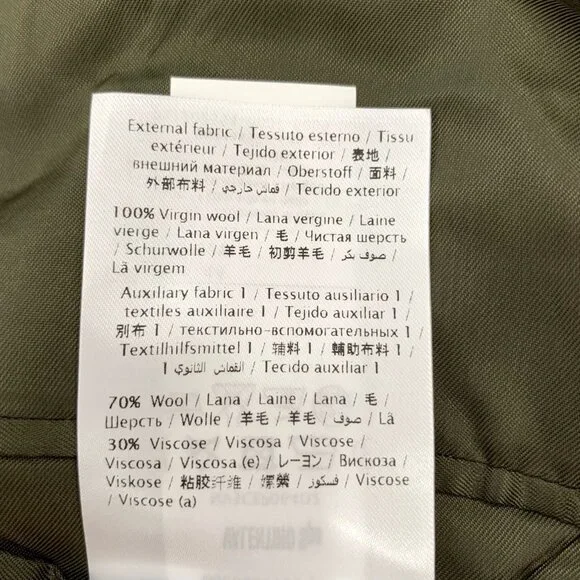 External fabric / Tessuto esterno / Tissu
extérieur / Tejido exterior / 表地 /
внешний материал / Oberstoff / 面料 /
外部布料 / قماش خارجي / Tecido exterior
100% Virgin wool / Lana vergine / Laine
vierge / Lana virgen / 毛 / Чистая шерсть
/ Schurwolle / 羊毛 / 初剪羊毛 / صوف بكر /
Lã virgem
Auxiliary fabric 1 / Tessuto ausiliario 1 /
textiles auxiliaire 1 / Tejido auxiliar 1 /
別布 1 / текстильно-вспомогательных 1 /
Textilhilfsmittel 1 / 辅料 1 / 輔助布料 1 /
القماش الثانوي 1 / Tecido auxiliar 1
70% Wool / Lana / Laine / Lana / 毛 /
Шерсть / Wolle / 羊毛 / 羊毛 / صوف / Lã
30% Viscose / Viscosa / Viscose /
Viscosa / Viscosa (e) / レーヨン / Вискоза /
Viskose / 粘胶纤维 / 嫘縈 / فسكوز / Viscose
/ Viscose (a)